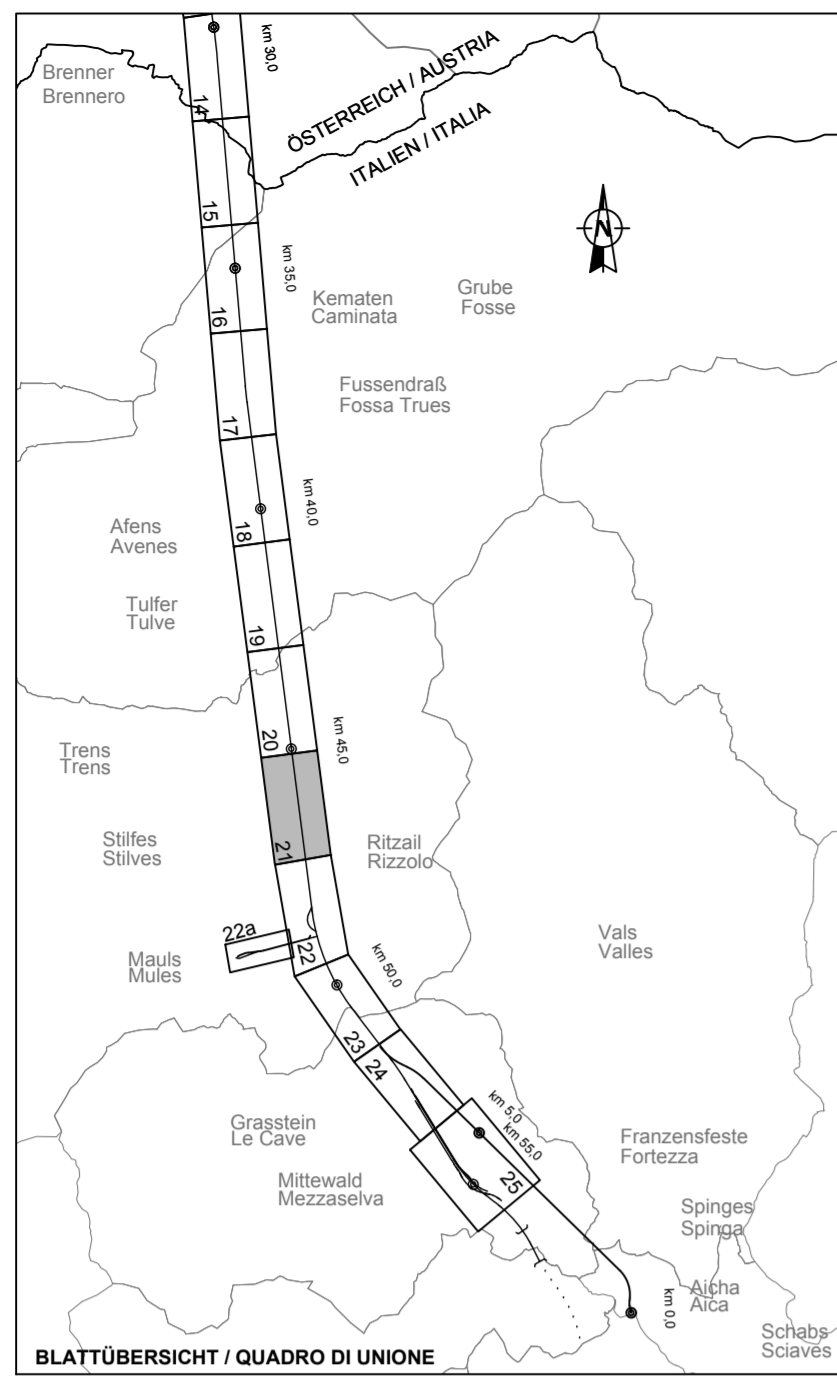 km 30,0
Brenner
Brennero
ÖSTERREICH / AUSTRIA
ITALIEN / ITALIA
14
15
N
km 35,0
16
Kematen
Caminata
Grube
Fosse
Fussendraß
Fossa Trues
17
km 40,0
18
Afens
Avenes
Tulfer
Tulve
19
km 45,0
20
Trens
Trens
21
Stilfes
Stilves
Ritzail
Rizzolo
22a
22
Vals
Valles
Mauls
Mules
km 50,0
23
24
km 5,0
km 55,0
25
Grasstein
Le Cave
Franzensfeste
Fortezza
Mittewald
Mezzaselva
Spinges
Spinga
km 0,0
Aicha
Aica
Schabs
Sciaves
BLATTÜBERSICHT / QUADRO DI UNIONE